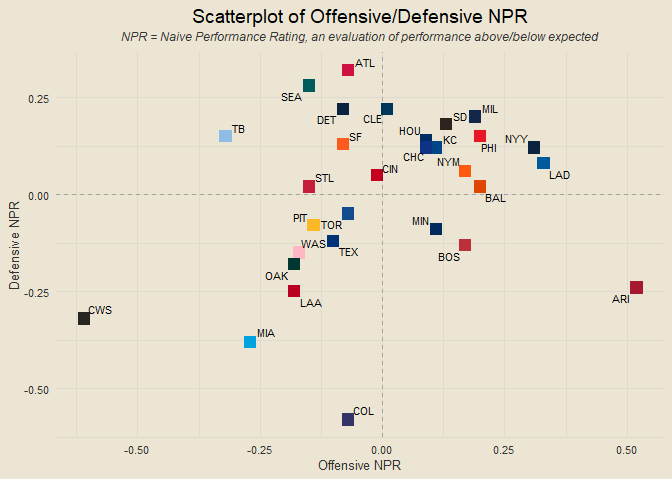 Scatterplot of Offensive/Defensive NPR
NPR = Naive Performance Rating, an evaluation of performance above/below expected
ATL
SEA
0.25
DET
CLE
SD
MIL
TB
SF
HOU
KC
PHI
NYY
CHC
NYM
LAD
CIN
STL
BAL
0.00
PIT
TOR
MIN
WAS
TEX
BOS
OAK
LAA
ARI
-0.25
CWS
MIA
-0.50
COL
Defensive NPR
-0.50
-0.25
0.00
0.25
0.50
Offensive NPR